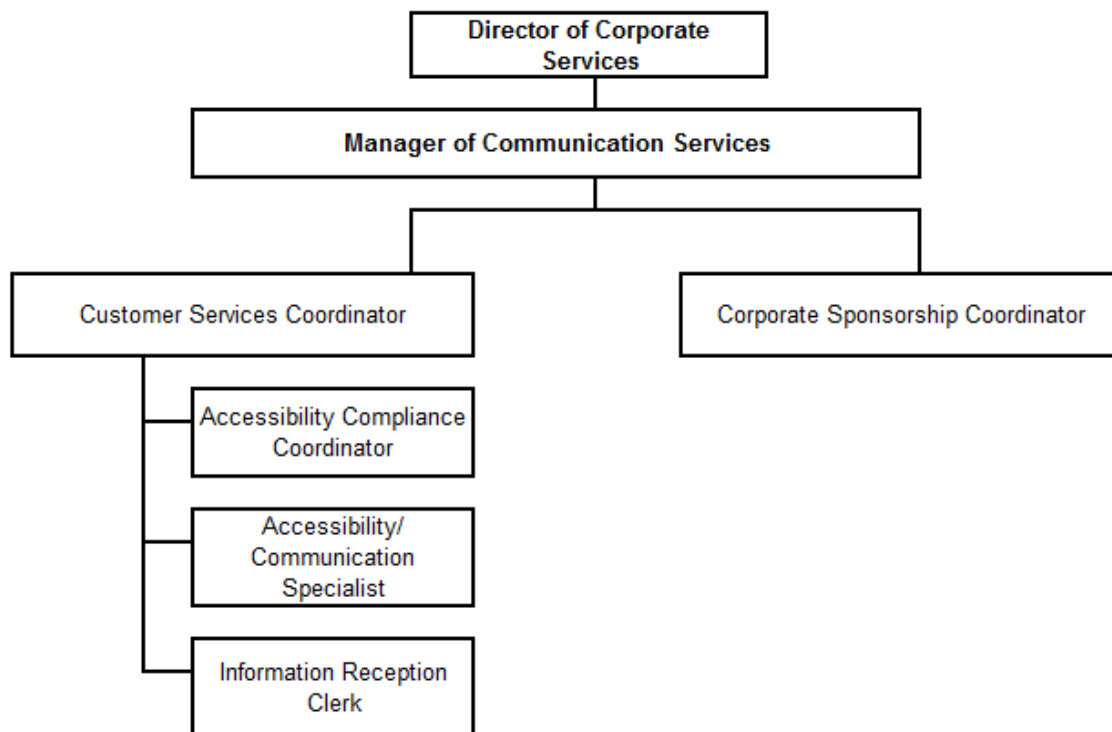 Director of Corporate
Services
Manager of Communication Services
Customer Services Coordinator
Corporate Sponsorship Coordinator
Accessibility Compliance
Coordinator
Accessibility/
Communication
Specialist
Information Reception
Clerk